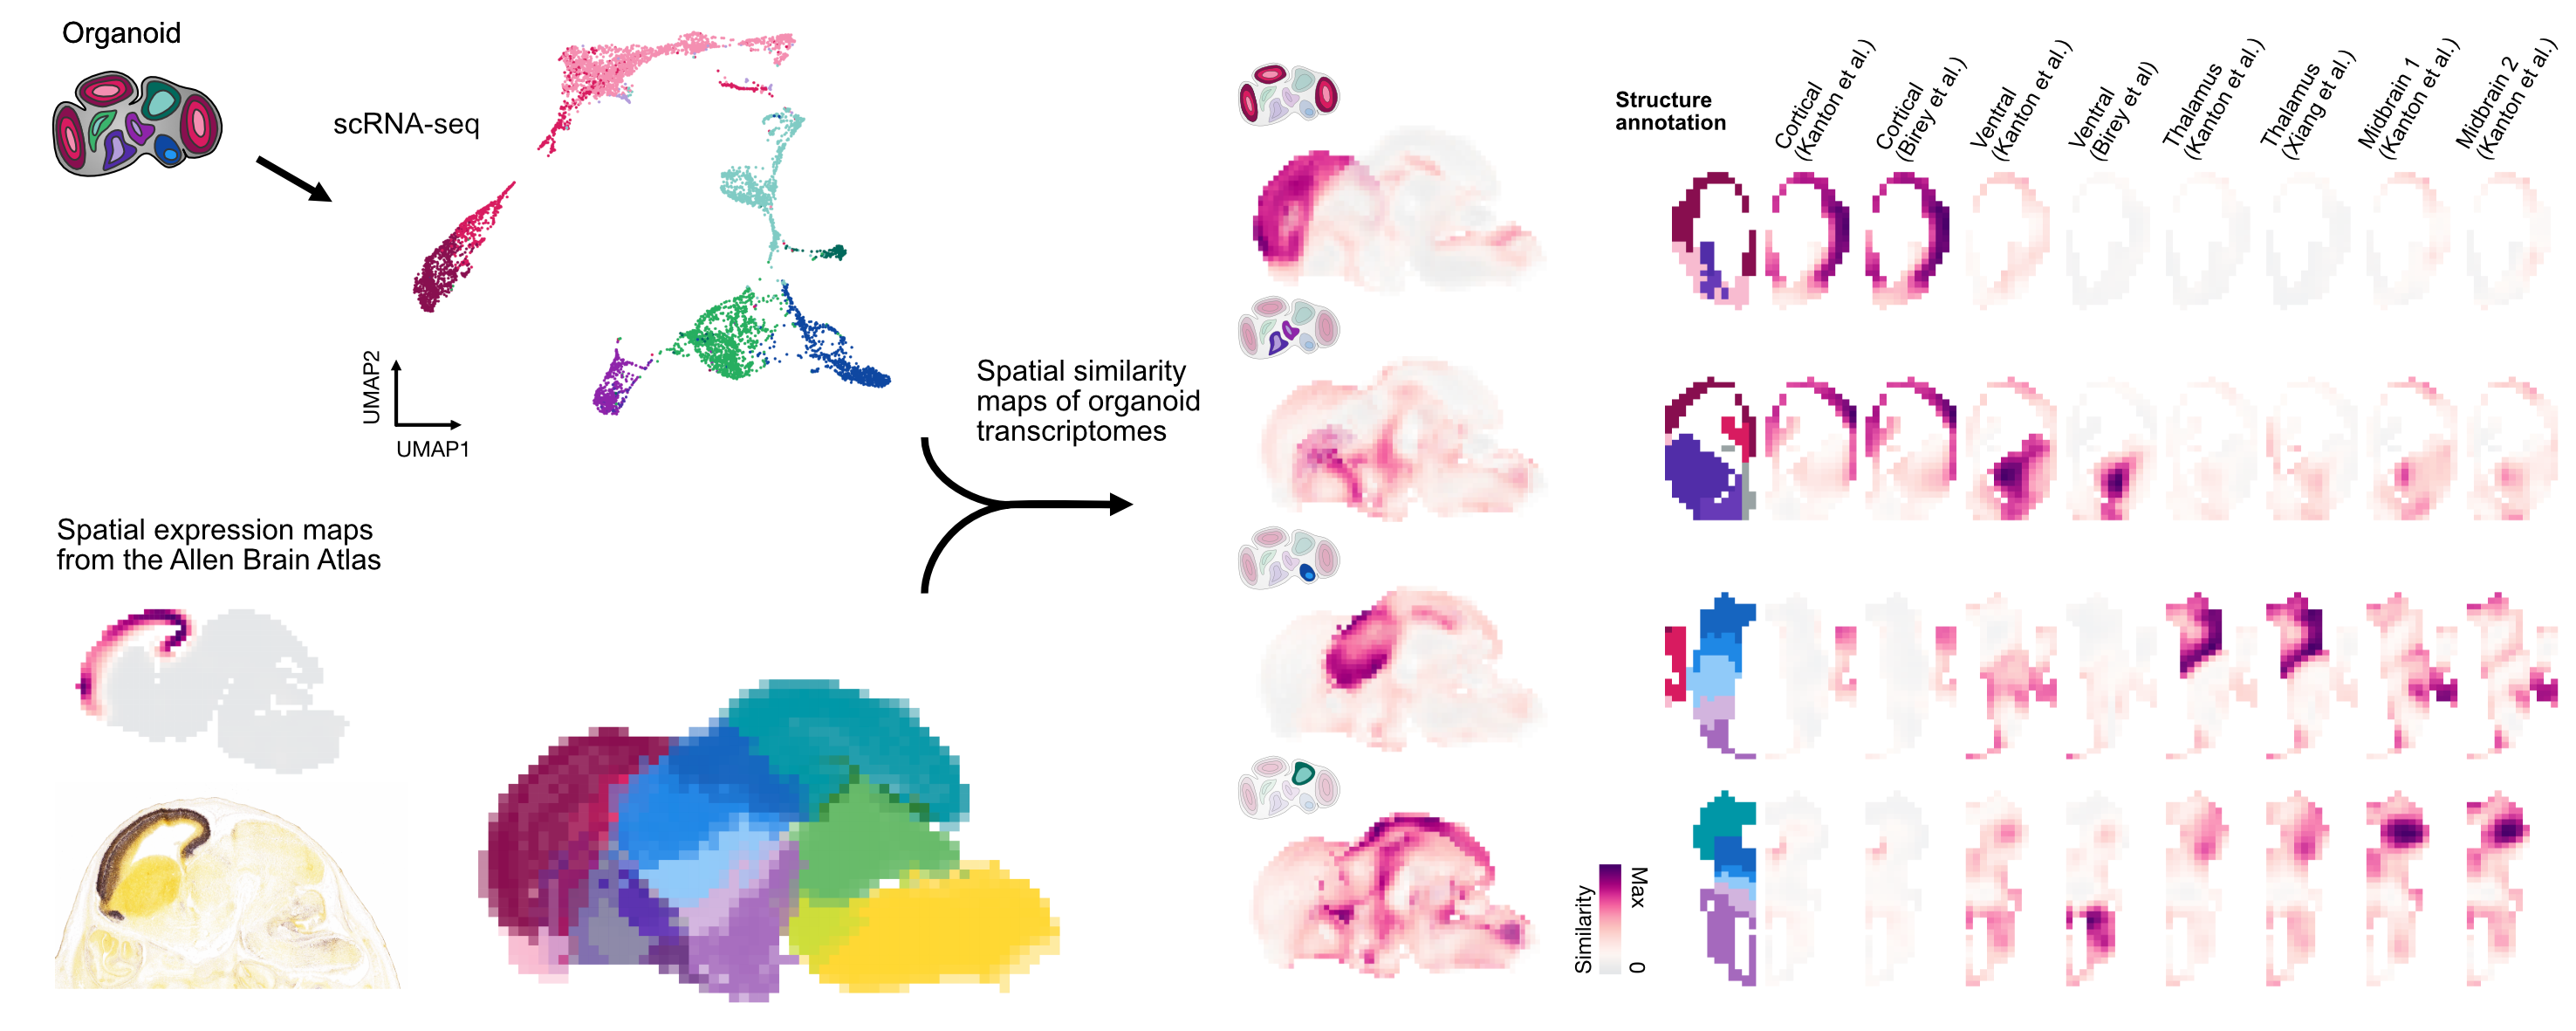 Organoid
scRNA-seq
UMAP2
UMAP1
Spatial expression maps
from the Allen Brain Atlas
Spatial similarity
maps of organoid
transcriptomes
Structure
annotation
Cortical
(Kanton et al.)
Cortical
(Birey et al.)
Ventral
(Kanton et al.)
Ventral
(Birey et al)
Thalamus
(Kanton et al.)
Thalamus
(Xiang et al.)
Midbrain 1
(Kanton et al.)
Midbrain 2
(Kanton et al.)
Similarity
Max
0